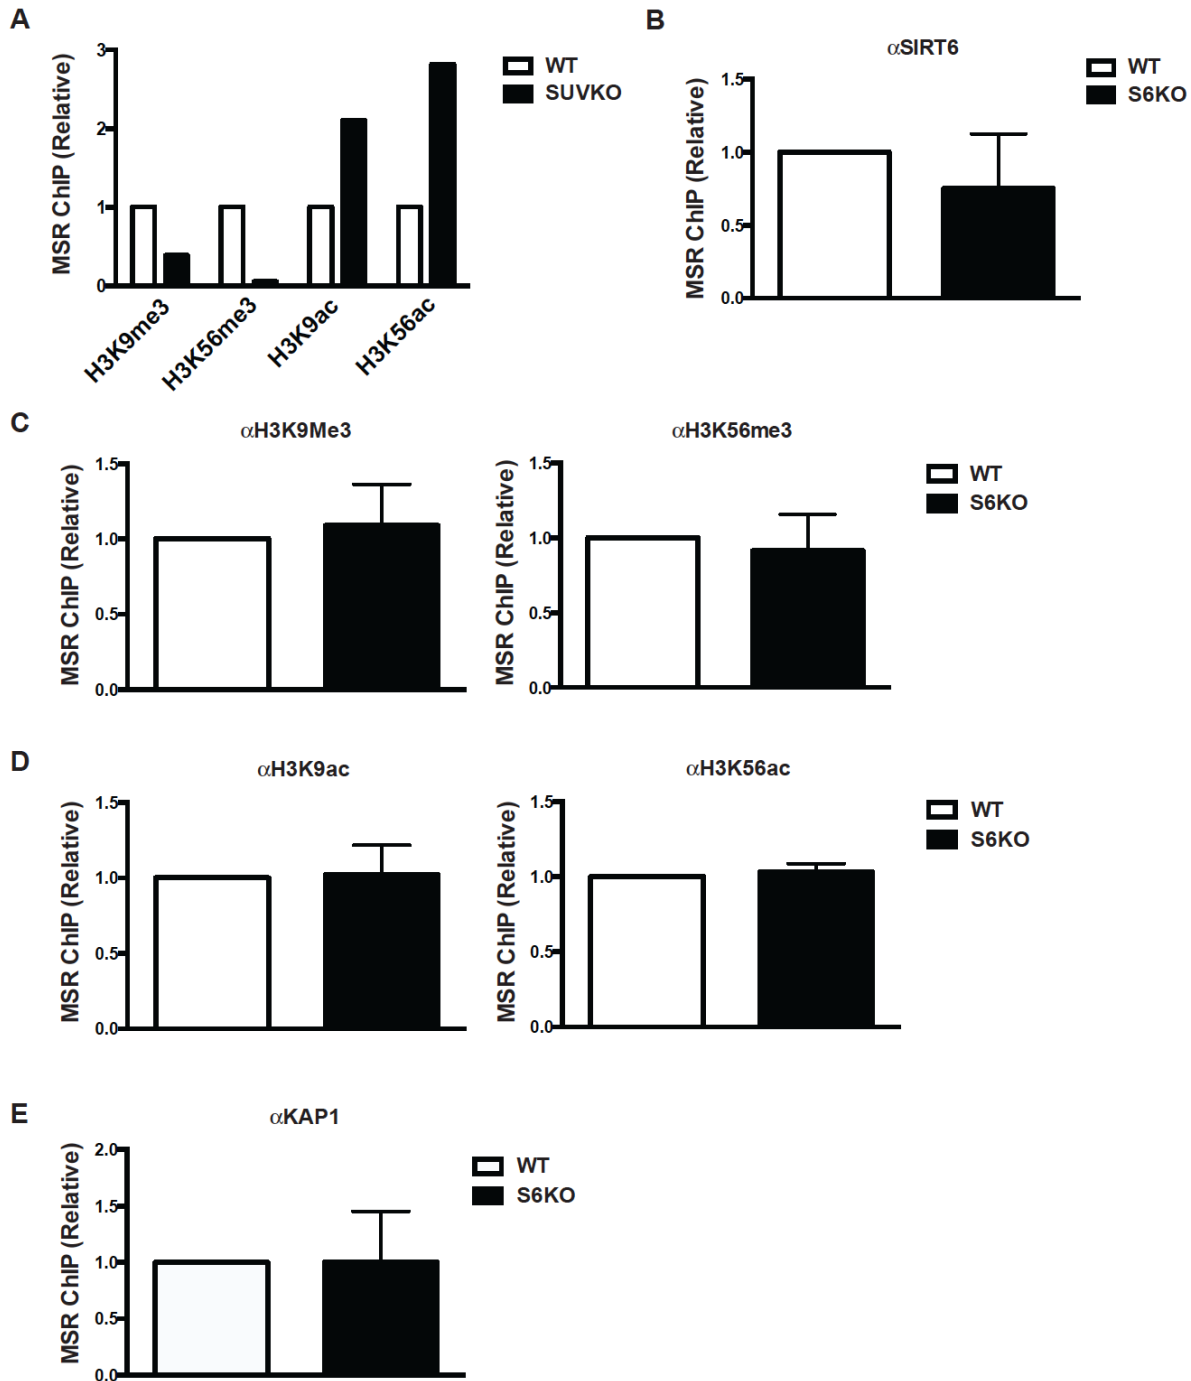 A
MSR ChIP (Relative)
3
2
1
0
H3K9me3
H3K56me3
H3K9ac
H3K56ac
WT
SUVKO
B
αSIRT6
MSR ChIP (Relative)
1.5
1.0
0.5
0.0
WT
S6KO
C
αH3K9Me3
MSR ChIP (Relative)
1.5
1.0
0.5
0.0
αH3K56me3
MSR ChIP (Relative)
1.5
1.0
0.5
0.0
WT
S6KO
D
αH3K9ac
MSR ChIP (Relative)
1.5
1.0
0.5
0.0
αH3K56ac
MSR ChIP (Relative)
1.5
1.0
0.5
0.0
WT
S6KO
E
αKAP1
MSR ChIP (Relative)
2.0
1.5
1.0
0.5
0.0
WT
S6KO